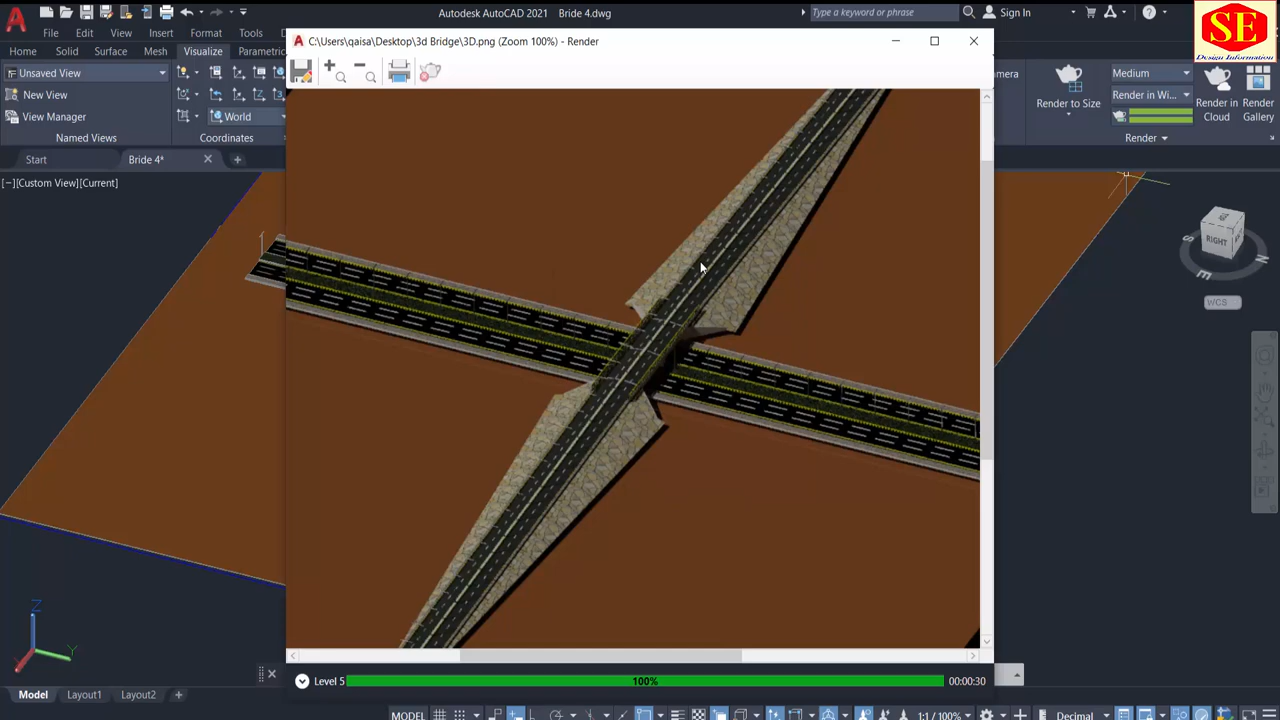 Autodesk AutoCAD 2021 Bride 4.dwg
Type a keyword or phrase
Sign In
SE
Design Information
File
Edit
View
Insert
Format
Tools
Home
Solid
Surface
Mesh
Visualize
Parametric
C:\Users\qaisa\Desktop\3d Bridge\3D.png (Zoom 100%) - Render
Unsaved View
New View
View Manager
Named Views
World
Coordinates
Render to Size
Medium
Render in Wi...
Render in
Cloud
Render
Gallery
Render
Start
Bride 4*
[−][Custom View][Current]
RIGHT
S
E
N
WCS
Z
Y
X
Level 5
100%
00:00:30
Model
Layout1
Layout2
MODEL
1:1 / 100%
Decimal